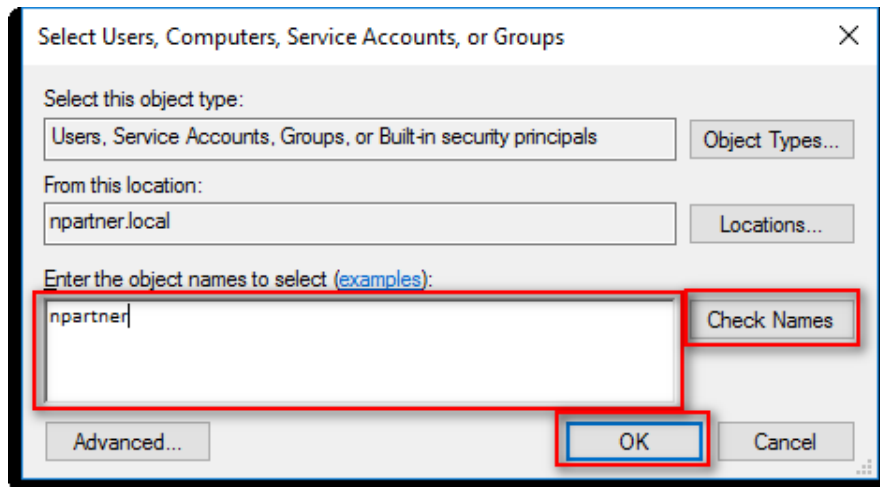 Select Users, Computers, Service Accounts, or Groups
Select this object type:
Users, Service Accounts, Groups, or Built-in security principals
Object Types...
From this location:
npartner.local
Locations...
Enter the object names to select (examples):
npartner
Check Names
Advanced...
OK
Cancel